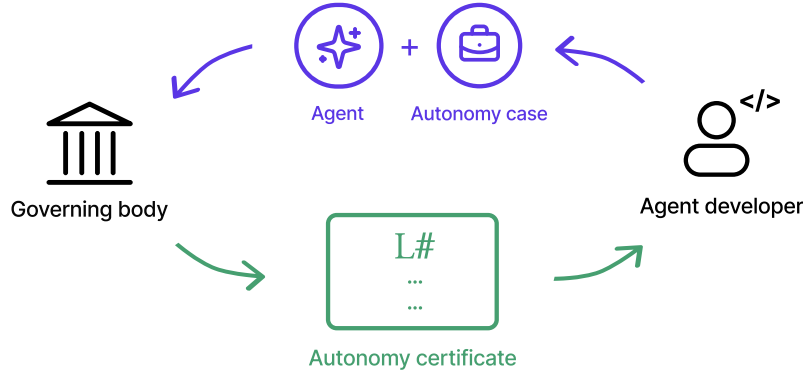 +
</>
Agent
Autonomy case
Governing body
Agent developer
L#
...
...
Autonomy certificate